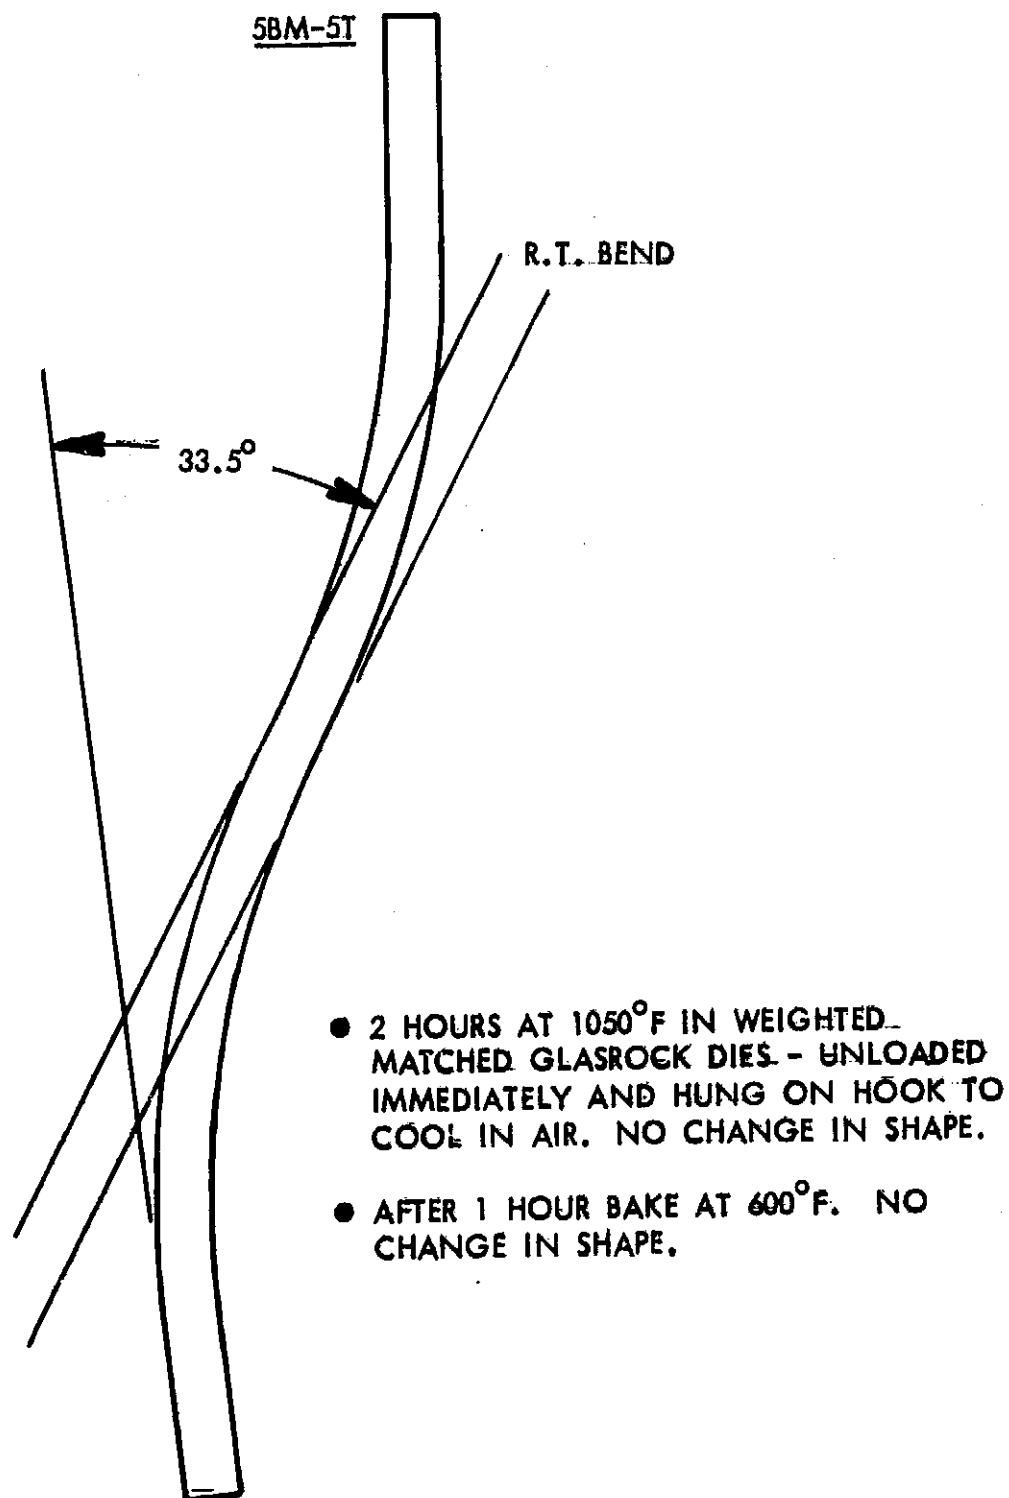 5BM-5T
R.T. BEND
33.5°
● 2 HOURS AT 1050°F IN WEIGHTED
MATCHED GLASROCK DIES - UNLOADED
IMMEDIATELY AND HUNG ON HOOK TO
COOL IN AIR. NO CHANGE IN SHAPE.
● AFTER 1 HOUR BAKE AT 600°F. NO
CHANGE IN SHAPE.